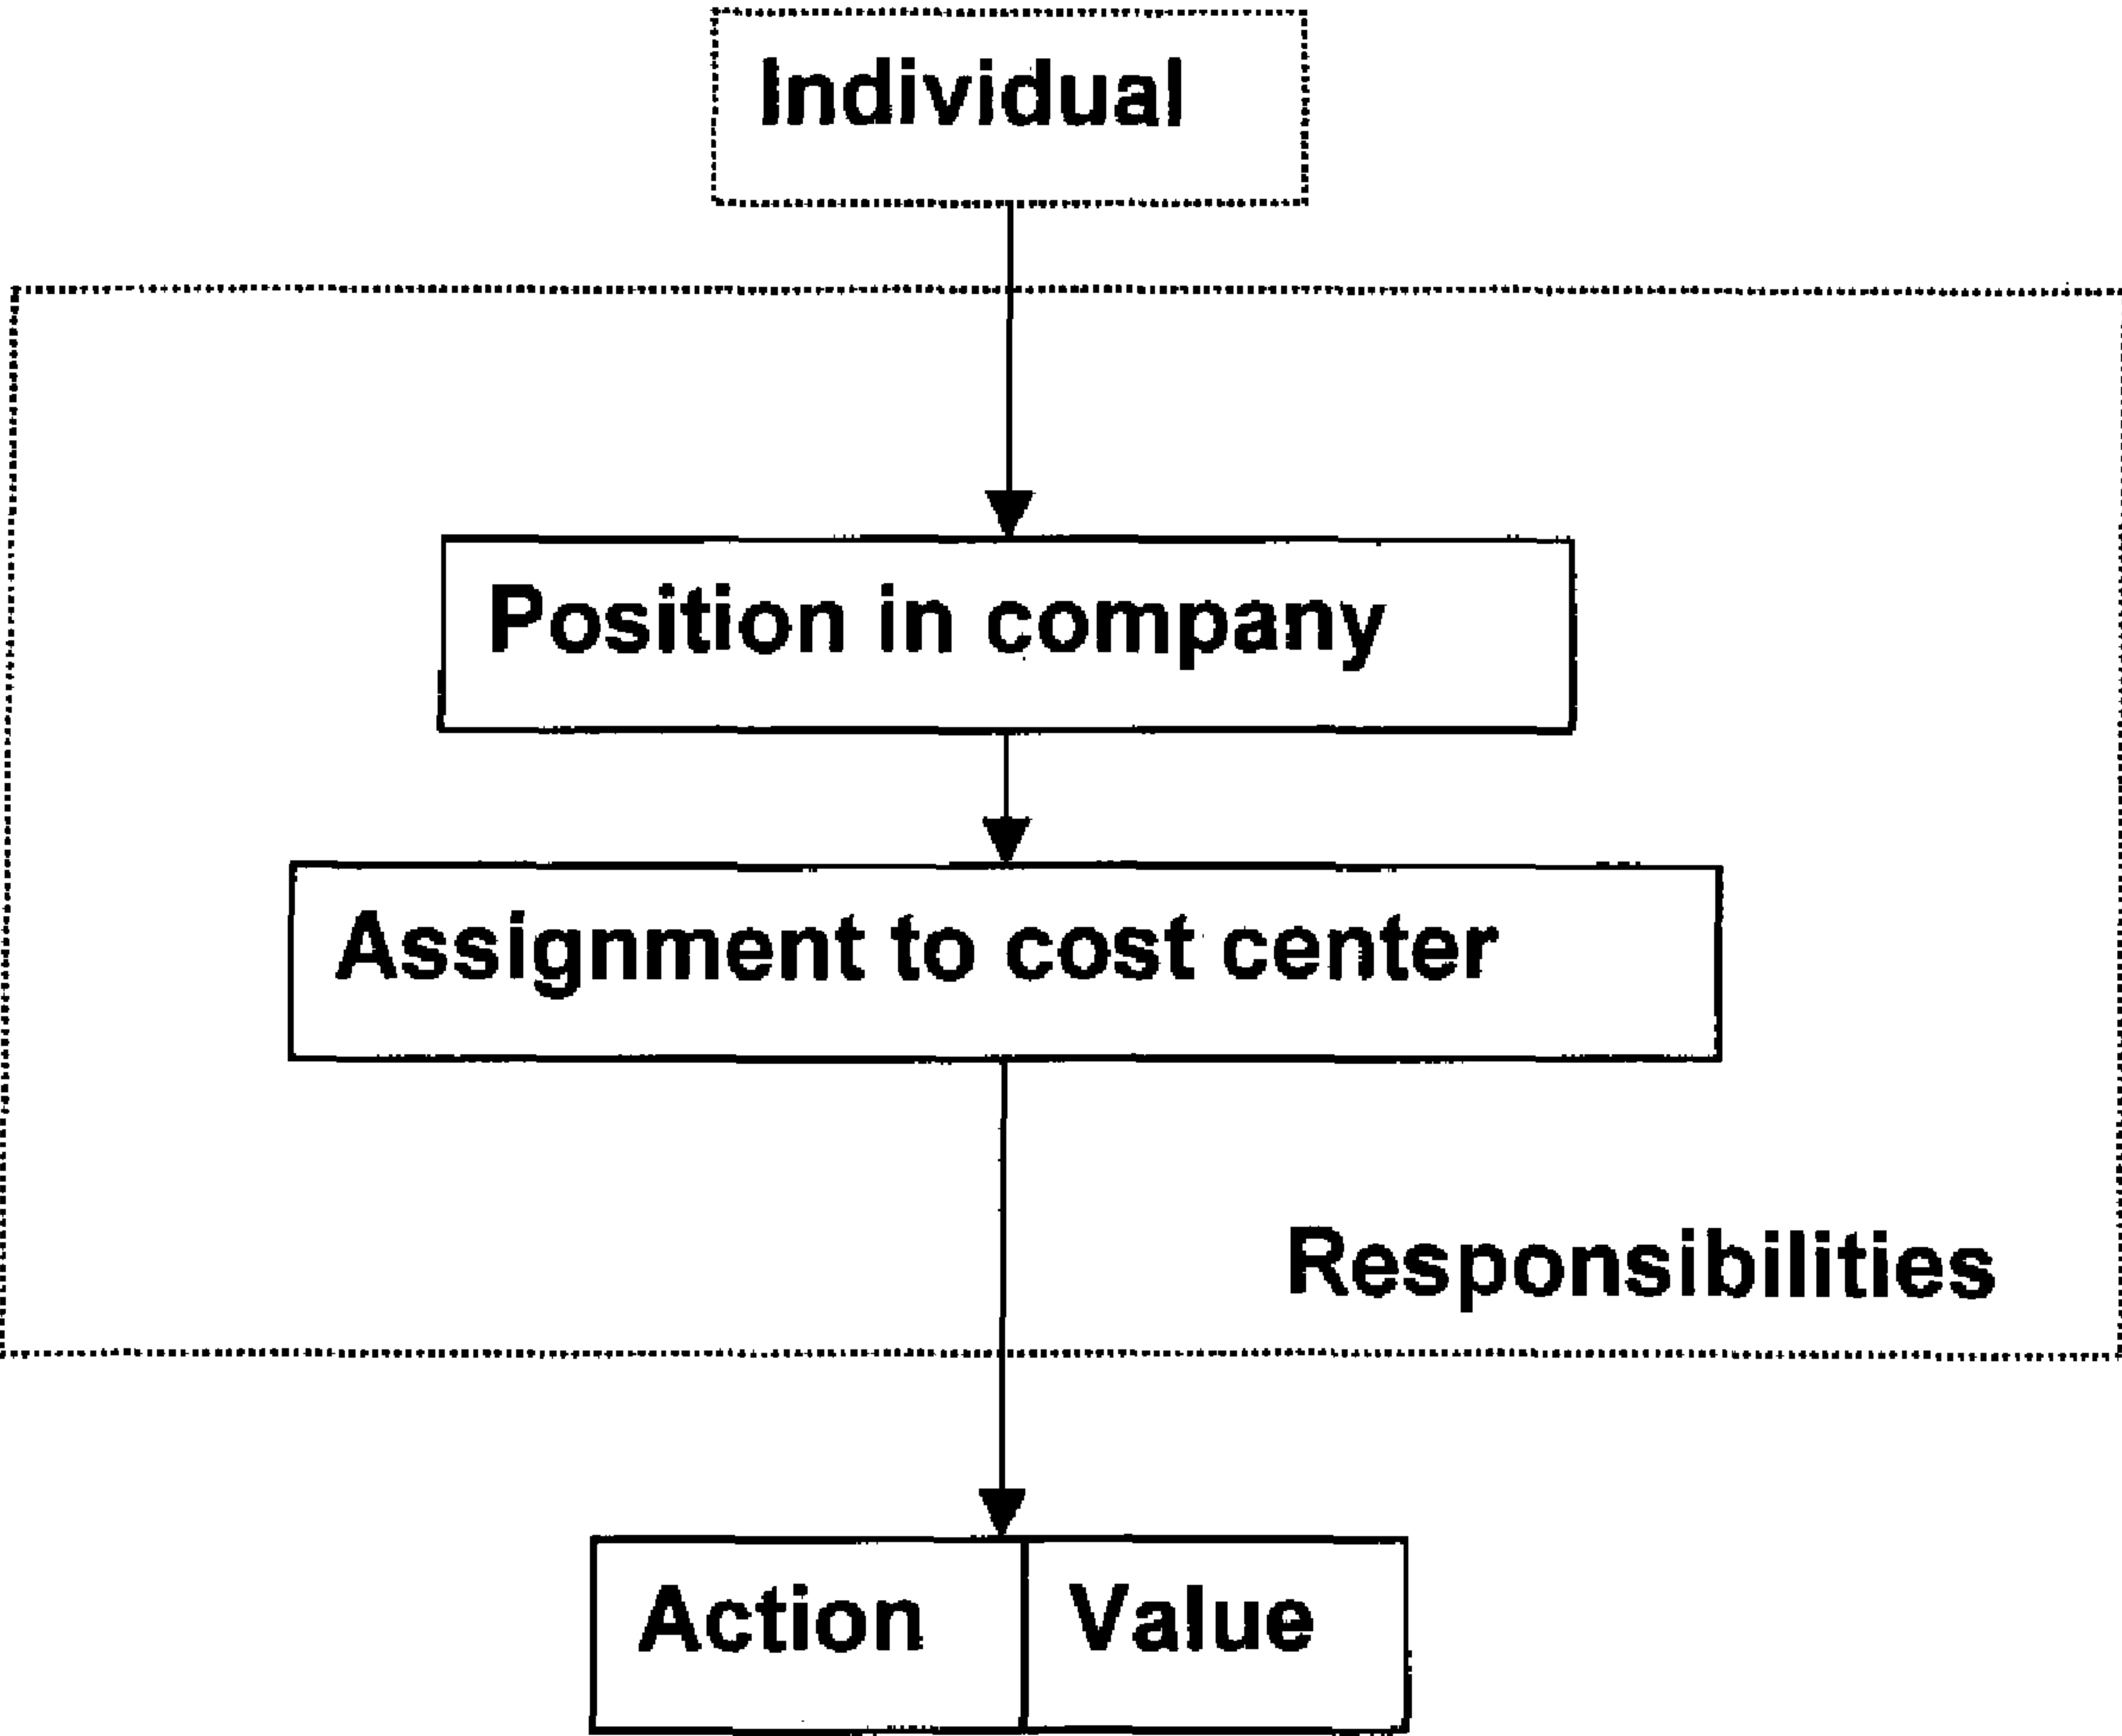 Individual
Position in company
Assignment to cost center
Responsibilities
Action
Value